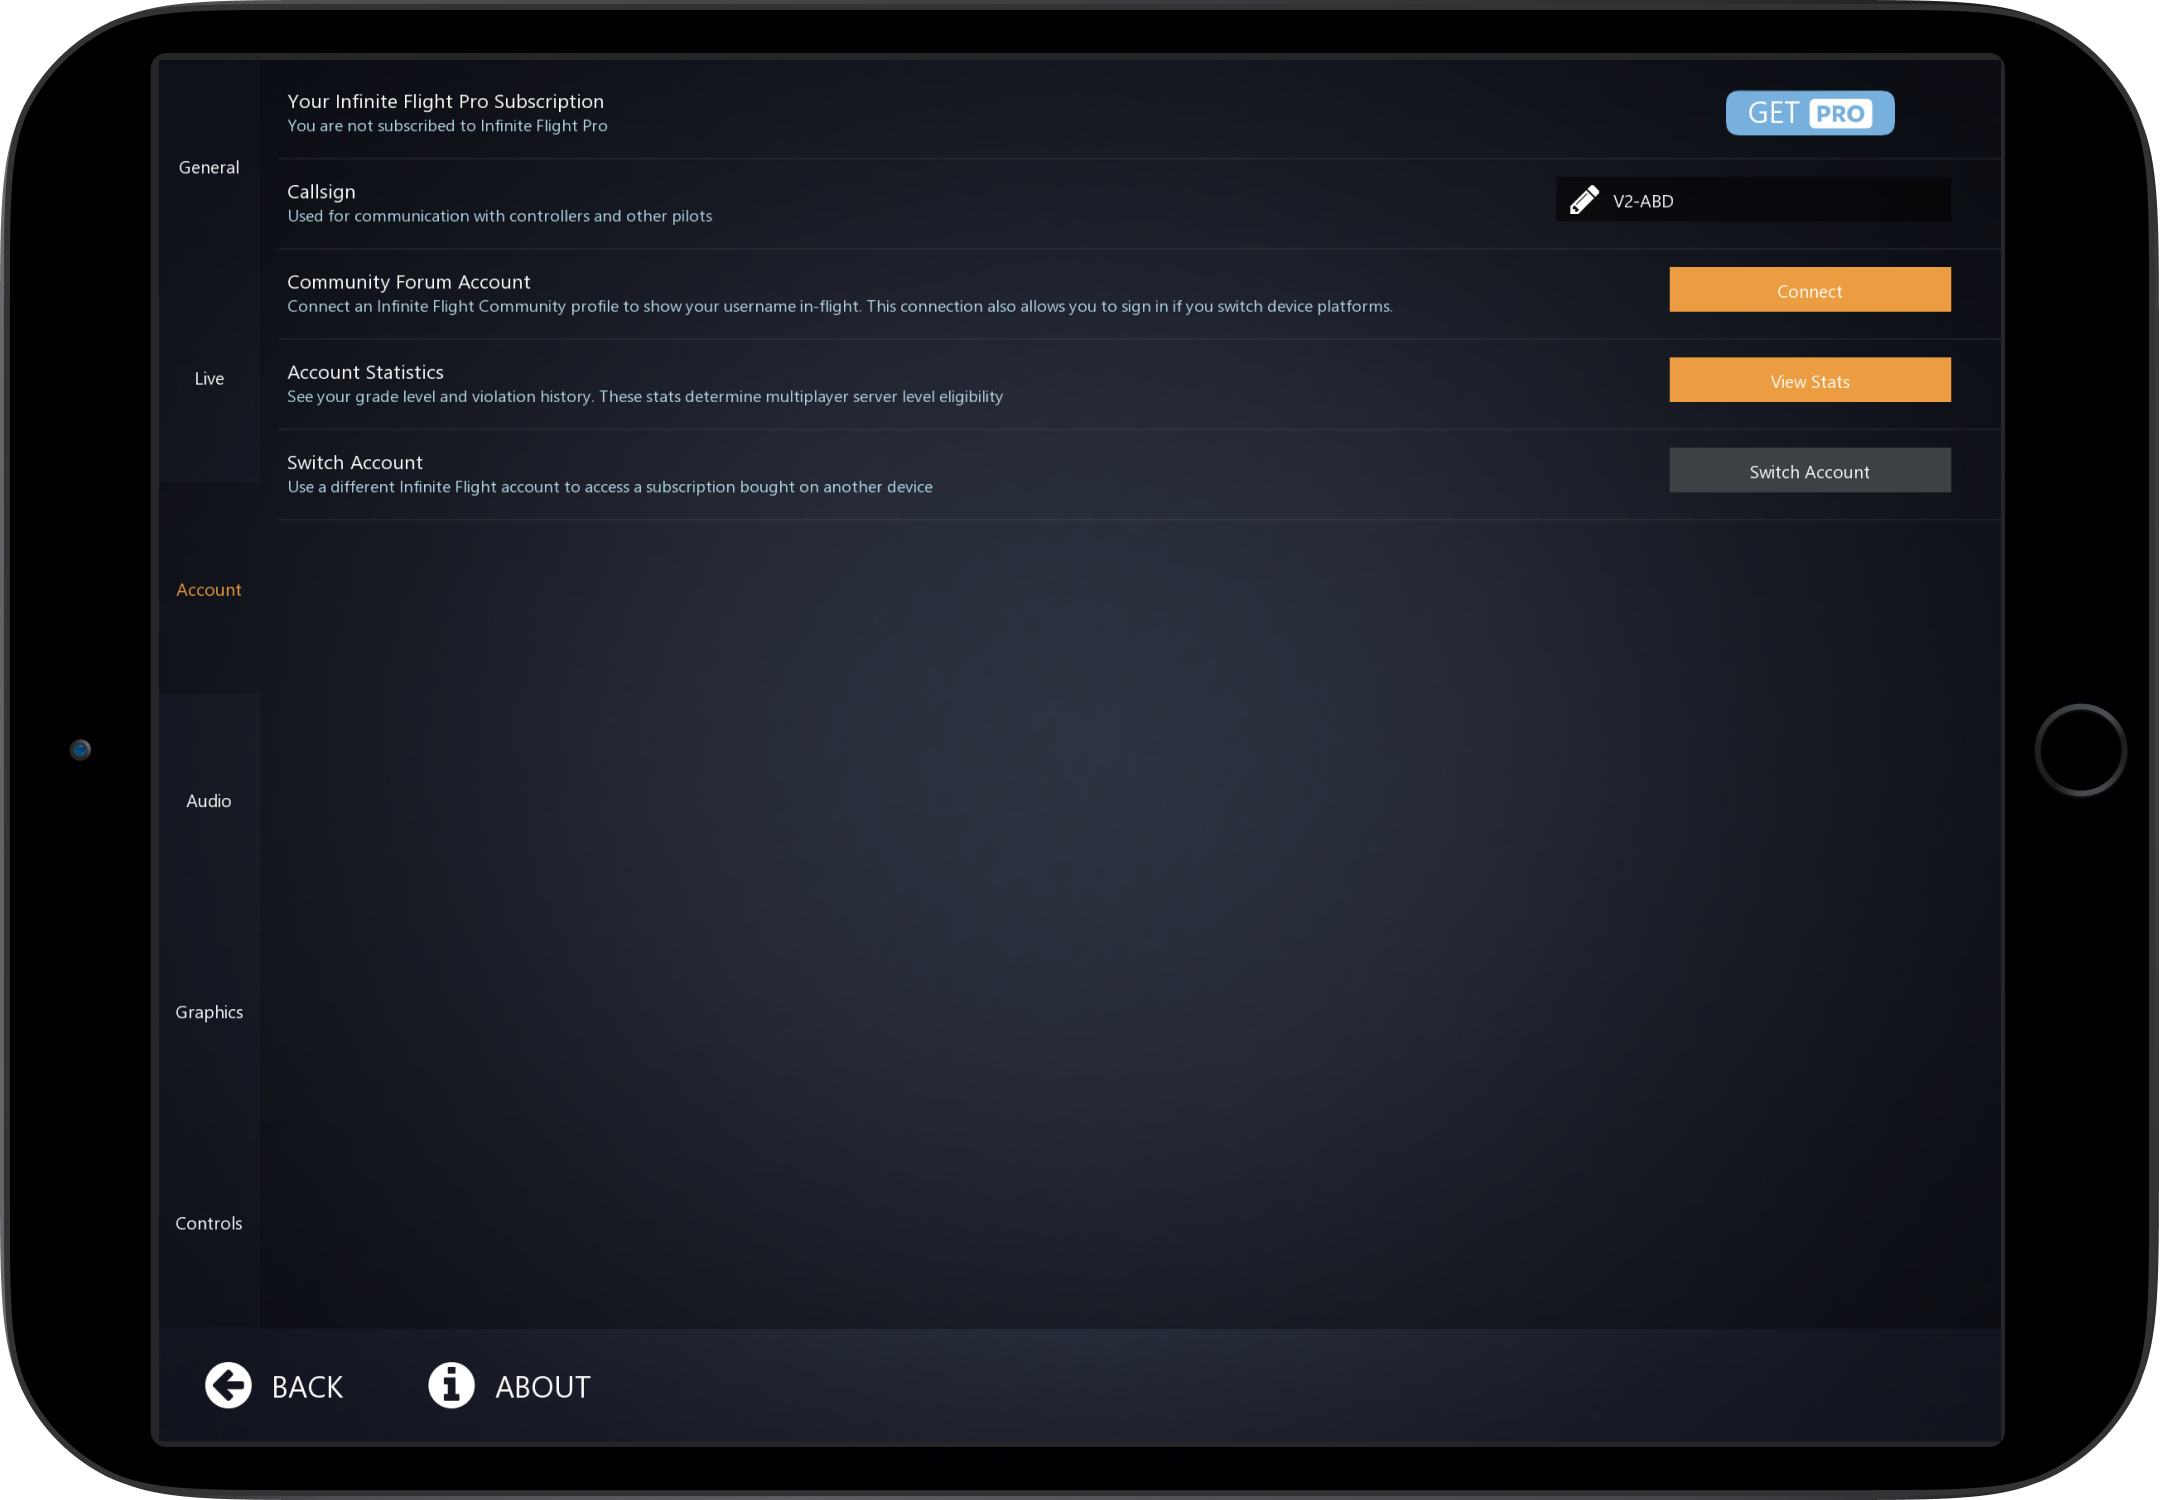 Your Infinite Flight Pro Subscription
You are not subscribed to Infinite Flight Pro
GET PRO
General
Callsign
Used for communication with controllers and other pilots
V2-ABD
Community Forum Account
Connect an Infinite Flight Community profile to show your username in-flight. This connection also allows you to sign in if you switch device platforms.
Connect
Live
Account Statistics
See your grade level and violation history. These stats determine multiplayer server level eligibility
View Stats
Switch Account
Use a different Infinite Flight account to access a subscription bought on another device
Switch Account
Account
Audio
Graphics
Controls
BACK
ABOUT